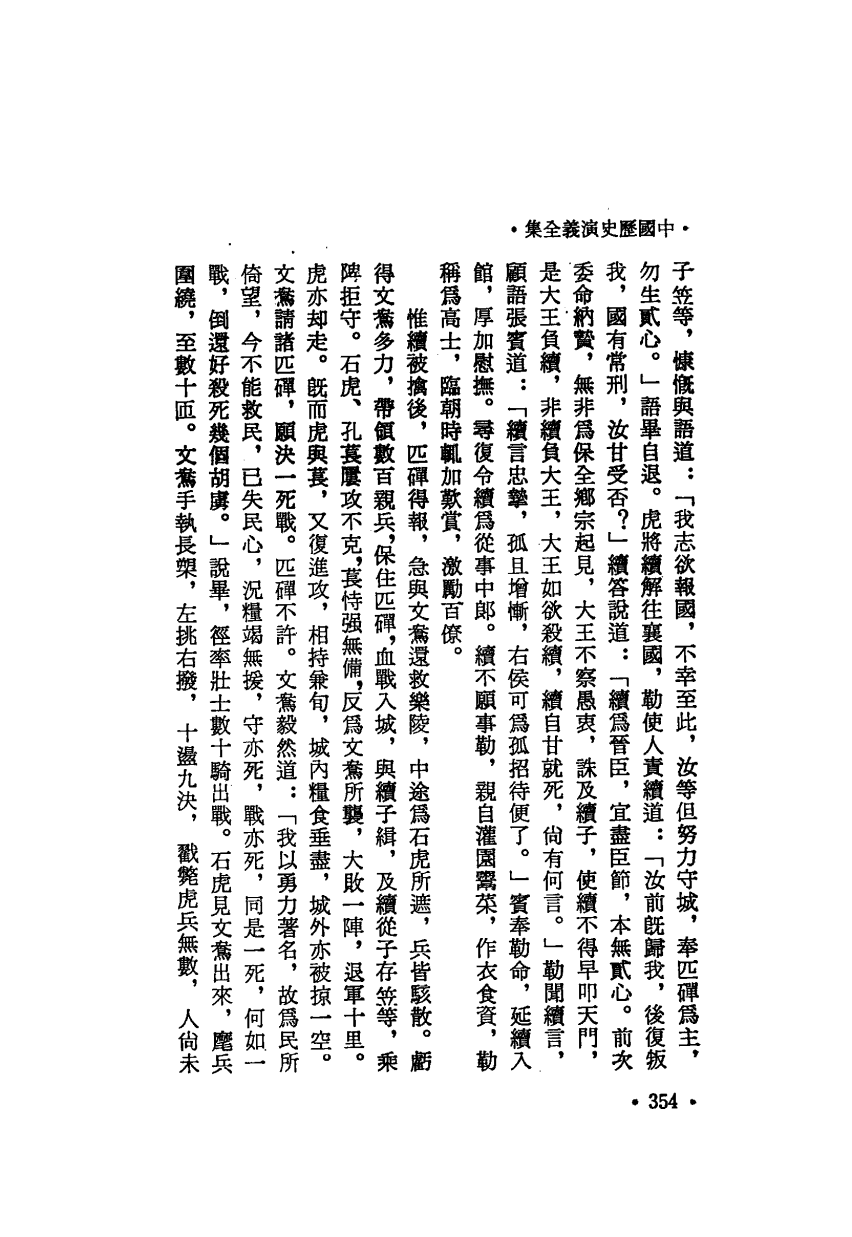 •中國歷史演義全集•
子笠等，慷慨與語道：「我志欲報國，不幸至此，汝等但努力守城，奉匹磾爲主，
勿生貳心。」語畢自退。虎將續解往襄國，勒使人責續道：「汝前旣歸我，後復叛
我，國有常刑，汝甘受否？」續答說道：「續爲晉臣，宜盡臣節，本無貳心。前次
委命納贄，無非爲保全鄕宗起見，大王不察愚衷，誅及續子，使續不得早叩天門，
是大王負續，非續負大王，大王如欲殺續，續自甘就死，尙有何言。」勒聞續言，
顧語張賓道：「續言忠摯，孤且增慚，右侯可爲孤招待便了。」賓奉勒命，延續入
館，厚加慰撫。尋復令續爲從事中郞。續不願事勒，親自灌園鬻菜，作衣食資，勒
稱爲高士，臨朝時輒加歎賞，激勵百僚。
惟續被擒後，匹磾得報，急與文鴦還救樂陵，中途爲石虎所遮，兵皆駭散。虧
得文鴦多力，帶領數百親兵，保住匹磾，血戰入城，與續子緝，及續從子存笠等，乘
陴拒守。石虎、孔萇屢攻不克，萇恃强無備，反爲文鴦所襲，大敗一陣，退軍十里。
虎亦却走。旣而虎與萇，又復進攻，相持兼旬，城內糧食垂盡，城外亦被掠一空。
文鴦請諸匹磾，願決一死戰。匹磾不許。文鴦毅然道：「我以勇力著名，故爲民所
倚望，今不能救民，已失民心，況糧竭無援，守亦死，戰亦死，同是一死，何如一
戰，倒還好殺死幾個胡虜。」說畢，徑率壯士數十騎出戰。石虎見文鴦出來，麾兵
圍繞，至數十匝。文鴦手執長槊，左挑右撥，十盪九決，戳斃虎兵無數，人尙未
•354•